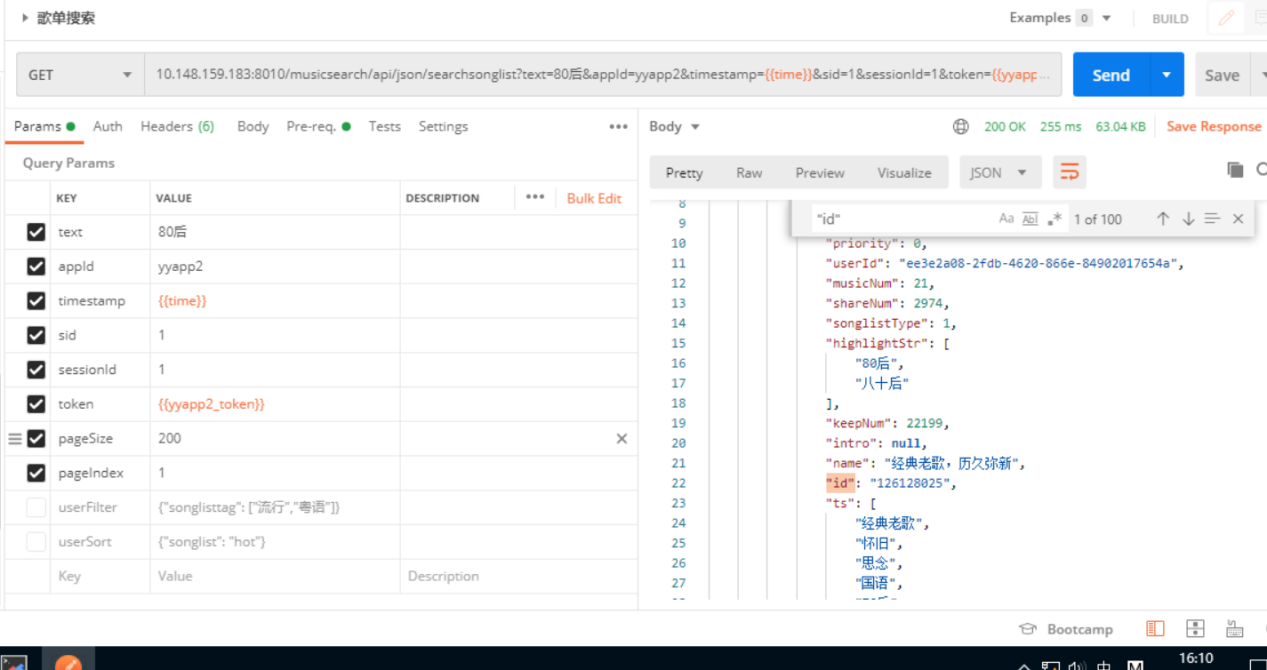 歌单搜索
Examples 0
BUILD
GET
10.148.159.183:8010/musicsearch/api/json/searchsonglist?text=80后&appId=yyapp2&timestamp={{time}}&sid=1&sessionId=1&token={{yyapp...
Send
Save
Params
Auth
Headers (6)
Body
Pre-req.
Tests
Settings
•••
Query Params
KEY VALUE DESCRIPTION ••• Bulk Edit
text 80后
appId yyapp2
timestamp {{time}}
sid 1
sessionId 1
token {{yyapp2_token}}
pageSize 200
pageIndex 1
userFilter {"songlisttag": ["流行","粤语"]}
userSort {"songlist": "hot"}
Key Value Description
Body
200 OK 255 ms 63.04 KB Save Response
Pretty Raw Preview Visualize JSON
"id" Aa Abl .* 1 of 100
8
9
10 "priority": 0,
11 "userId": "ee3e2a08-2fdb-4620-866e-84902017654a",
12 "musicNum": 21,
13 "shareNum": 2974,
14 "songlistType": 1,
15 "highlightStr": [
16 "80后",
17 "八十后"
18 ],
19 "keepNum": 22199,
20 "intro": null,
21 "name": "经典老歌，历久弥新",
22 "id": "126128025",
23 "ts": [
24 "经典老歌",
25 "怀旧",
26 "思念",
27 "国语",
Bootcamp
中 M 16:10